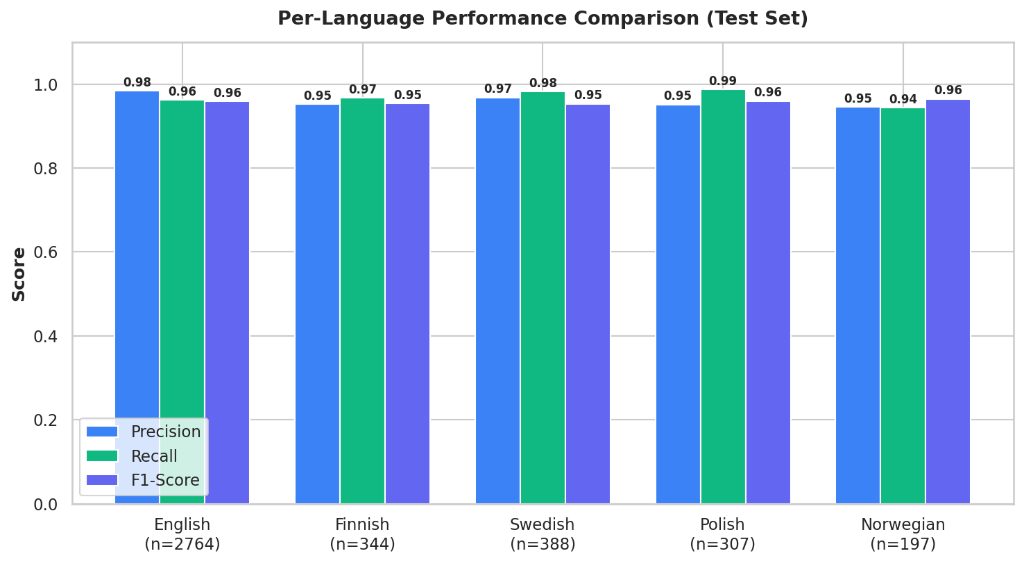 Per-Language Performance Comparison (Test Set)
Score
1.0
0.8
0.6
0.4
0.2
0.0
0.98 0.96 0.96 0.95 0.97 0.95 0.97 0.98 0.95 0.95 0.99 0.96 0.95 0.94 0.96
Precision
Recall
F1-Score
English Finnish Swedish Polish Norwegian
(n=2764) (n=344) (n=388) (n=307) (n=197)